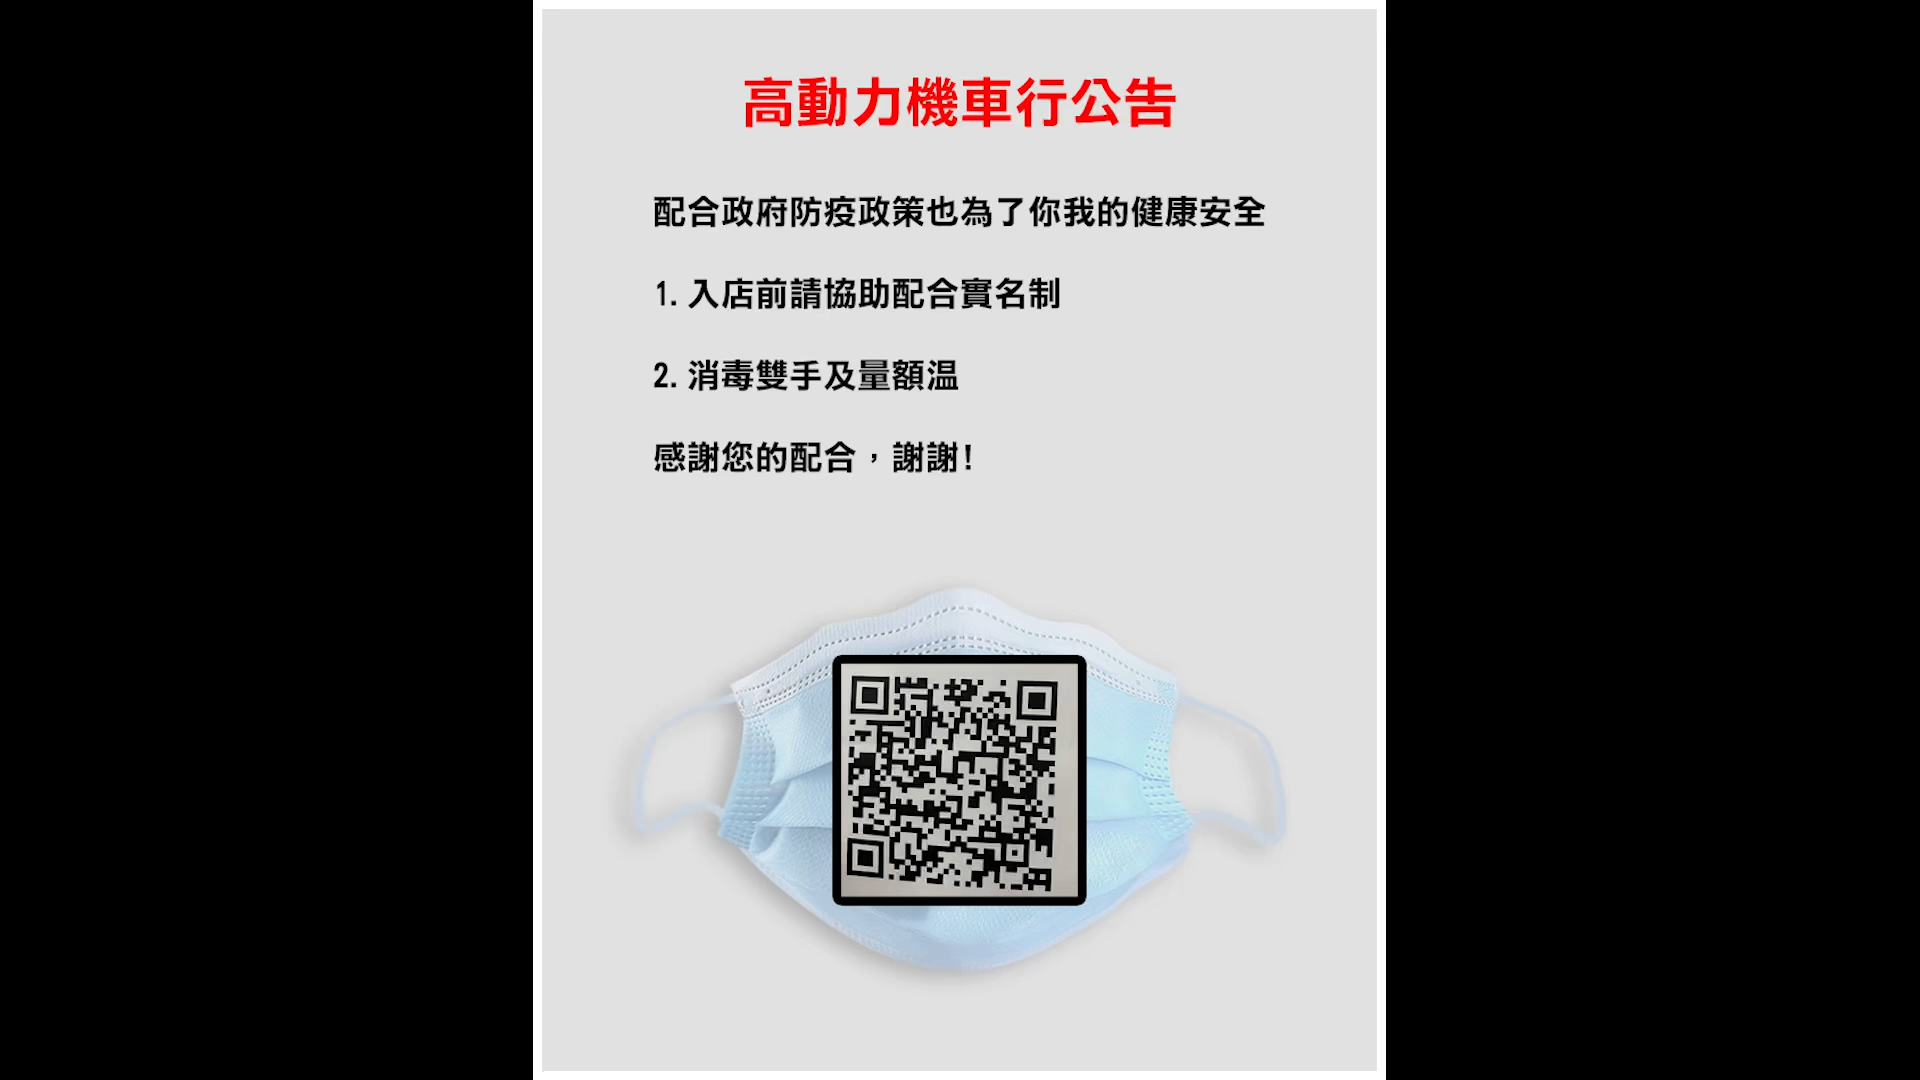 高動力機車行公告
配合政府防疫政策也為了你我的健康安全
1. 入店前請協助配合實名制
2. 消毒雙手及量額温
感謝您的配合，謝謝!